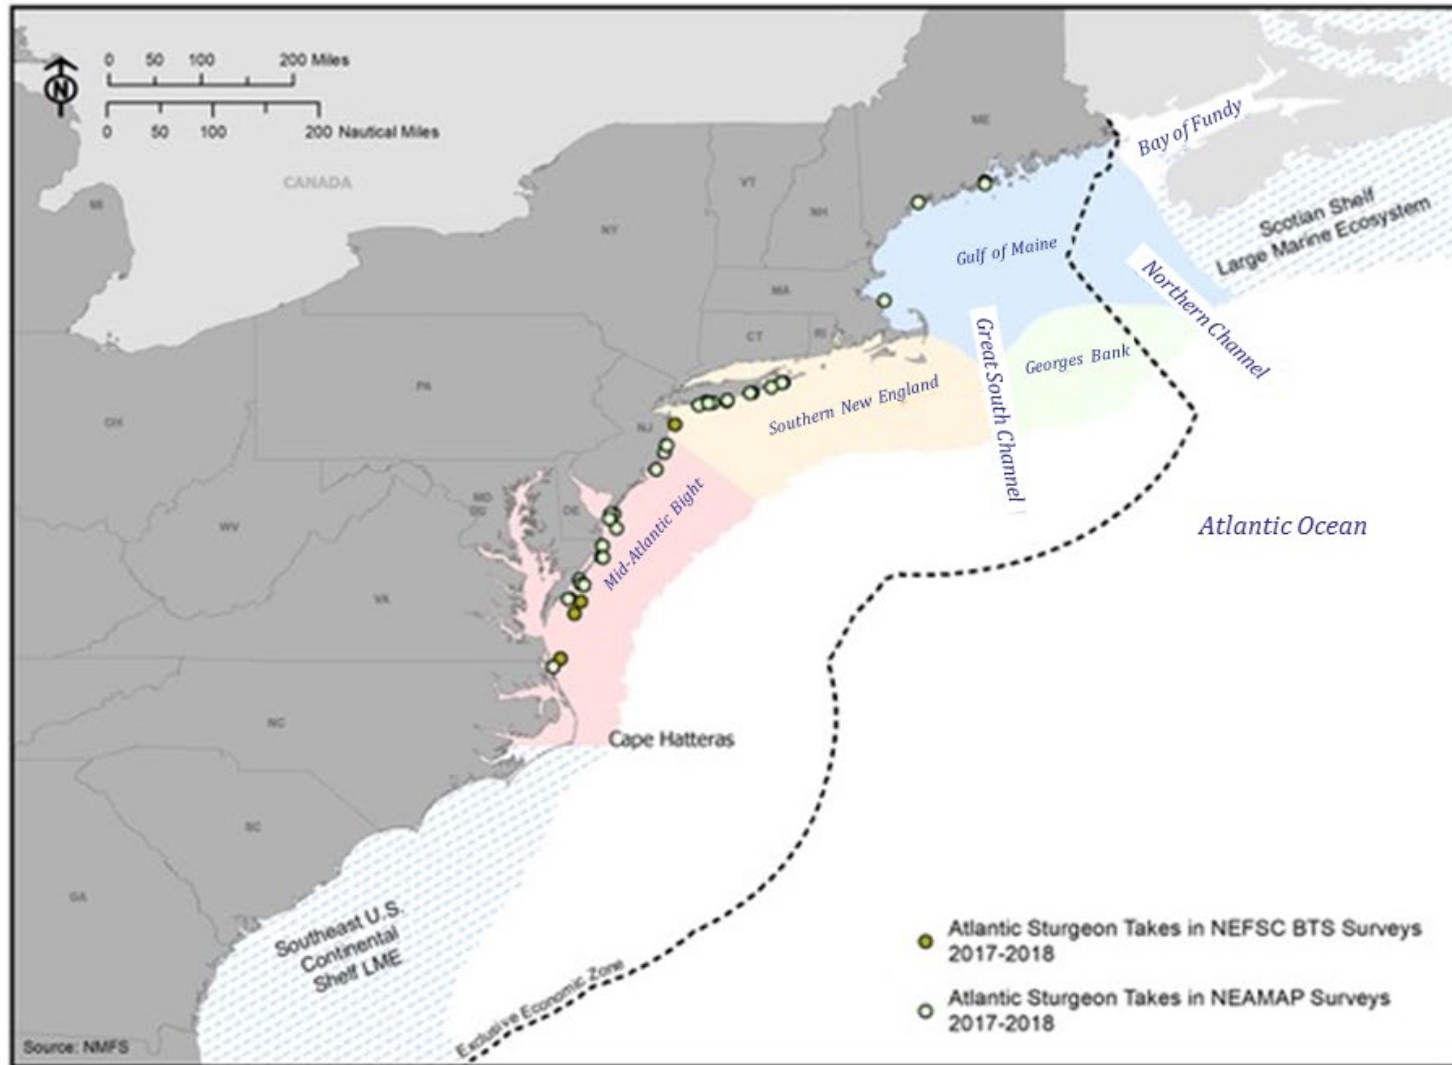 0 50 100 200 Miles
N
0 50 100 200 Nautical Miles
CANADA
ME
Bay of Fundy
MI
VT
NH
NY
Scotian Shelf
Large Marine Ecosystem
Gulf of Maine
Northern Channel
MA
CT
RI
Great South Channel
Georges Bank
PA
Southern New England
OH
NJ
MD
DC
DE
WV
Mid-Atlantic Bight
Atlantic Ocean
VA
NC
Cape Hatteras
SC
GA
Southeast U.S.
Continental
Shelf LME
Exclusive Economic Zone
Atlantic Sturgeon Takes in NEFSC BTS Surveys
2017-2018
Atlantic Sturgeon Takes in NEAMAP Surveys
2017-2018
Source: NMFS